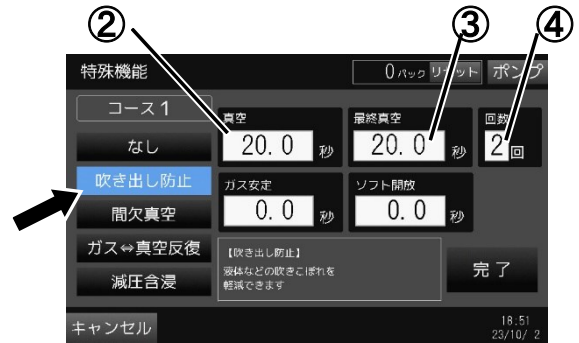 ② ③ ④
特殊機能 0パック リセット ポンプ
コース1
なし
吹き出し防止
間欠真空
ガス⇔真空反復
減圧含浸
真空
20.0 秒
最終真空
20.0 秒
回数
2回
ガス安定
0.0 秒
ソフト開放
0.0 秒
【吹き出し防止】
液体などの吹きこぼれを
軽減できます
完了
キャンセル
18:51
23/10/ 2